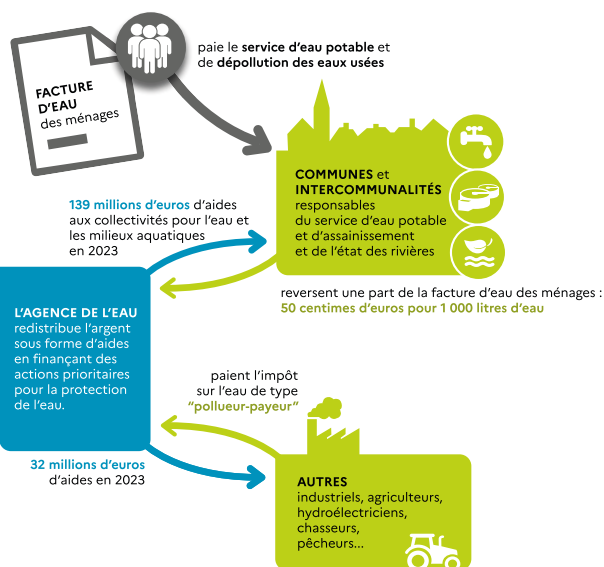 paie le service d'eau potable et
de dépollution des eaux usées
FACTURE
D'EAU
des ménages
COMMUNES et
INTERCOMMUNALITÉS
responsables
du service d'eau potable
et d'assainissement
et de l'état des rivières
139 millions d'euros d'aides
aux collectivités pour l'eau et
les milieux aquatiques
en 2023
reversent une part de la facture d'eau des ménages :
50 centimes d'euros pour 1 000 litres d'eau
L'AGENCE DE L'EAU
redistribue l'argent
sous forme d'aides
en finançant des
actions prioritaires
pour la protection
de l'eau.
paient l'impôt
sur l'eau de type
“pollueur-payeur”
32 millions d'euros
d'aides en 2023
AUTRES
industriels, agriculteurs,
hydroélectriciens,
chasseurs,
pêcheurs...